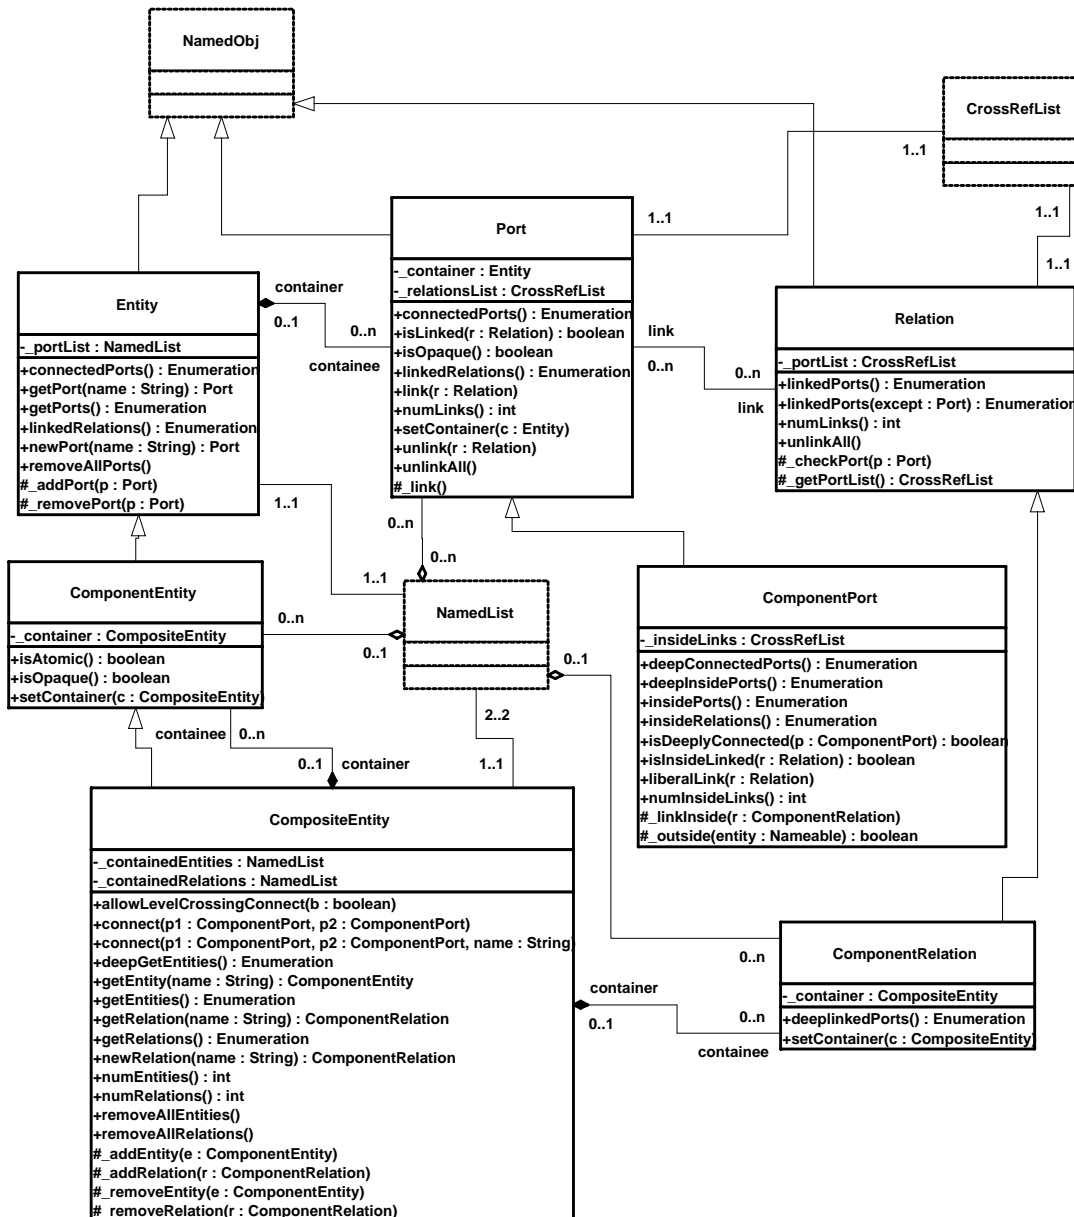 NamedObj
CrossRefList
1..1
1..1
1..1
1..1
Port
-_container : Entity
-_relationsList : CrossRefList
+connectedPorts() : Enumeration
+isLinked(r : Relation) : boolean
+isOpaque() : boolean
+linkedRelations() : Enumeration
+link(r : Relation)
+numLinks() : int
+setContainer(c : Entity)
+unlink(r : Relation)
+unlinkAll()
#_link()
Entity
-_portList : NamedList
+connectedPorts() : Enumeration
+getPort(name : String) : Port
+getPorts() : Enumeration
+linkedRelations() : Enumeration
+newPort(name : String) : Port
+removeAllPorts()
#_addPort(p : Port)
#_removePort(p : Port)
container
0..1
0..n
containee
link
0..n
0..n
link
Relation
-_portList : CrossRefList
+linkedPorts() : Enumeration
+linkedPorts(except : Port) : Enumeration
+numLinks() : int
+unlinkAll()
#_checkPort(p : Port)
#_getPortList() : CrossRefList
1..1
0..n
0..n
1..1
ComponentEntity
-_container : CompositeEntity
+isAtomic() : boolean
+isOpaque() : boolean
+setContainer(c : CompositeEntity)
0..n
0..1
NamedList
0..1
ComponentPort
-_insideLinks : CrossRefList
+deepConnectedPorts() : Enumeration
+deepInsidePorts() : Enumeration
+insidePorts() : Enumeration
+insideRelations() : Enumeration
+isDeeplyConnected(p : ComponentPort) : boolean
+isInsideLinked(r : Relation) : boolean
+liberalLink(r : Relation)
+numInsideLinks() : int
#_linkInside(r : ComponentRelation)
#_outside(entity : Nameable) : boolean
containee
0..n
0..1
container
2..2
1..1
CompositeEntity
-_containedEntities : NamedList
-_containedRelations : NamedList
+allowLevelCrossingConnect(b : boolean)
+connect(p1 : ComponentPort, p2 : ComponentPort)
+connect(p1 : ComponentPort, p2 : ComponentPort, name : String)
+deepGetEntities() : Enumeration
+getEntity(name : String) : ComponentEntity
+getEntities() : Enumeration
+getRelation(name : String) : ComponentRelation
+getRelations() : Enumeration
+newRelation(name : String) : ComponentRelation
+numEntities() : int
+numRelations() : int
+removeAllEntities()
+removeAllRelations()
#_addEntity(e : ComponentEntity)
#_addRelation(r : ComponentRelation)
#_removeEntity(e : ComponentEntity)
#_removeRelation(r : ComponentRelation)
0..n
container
0..1
0..n
containee
ComponentRelation
-_container : CompositeEntity
+deeplinkedPorts() : Enumeration
+setContainer(c : CompositeEntity)